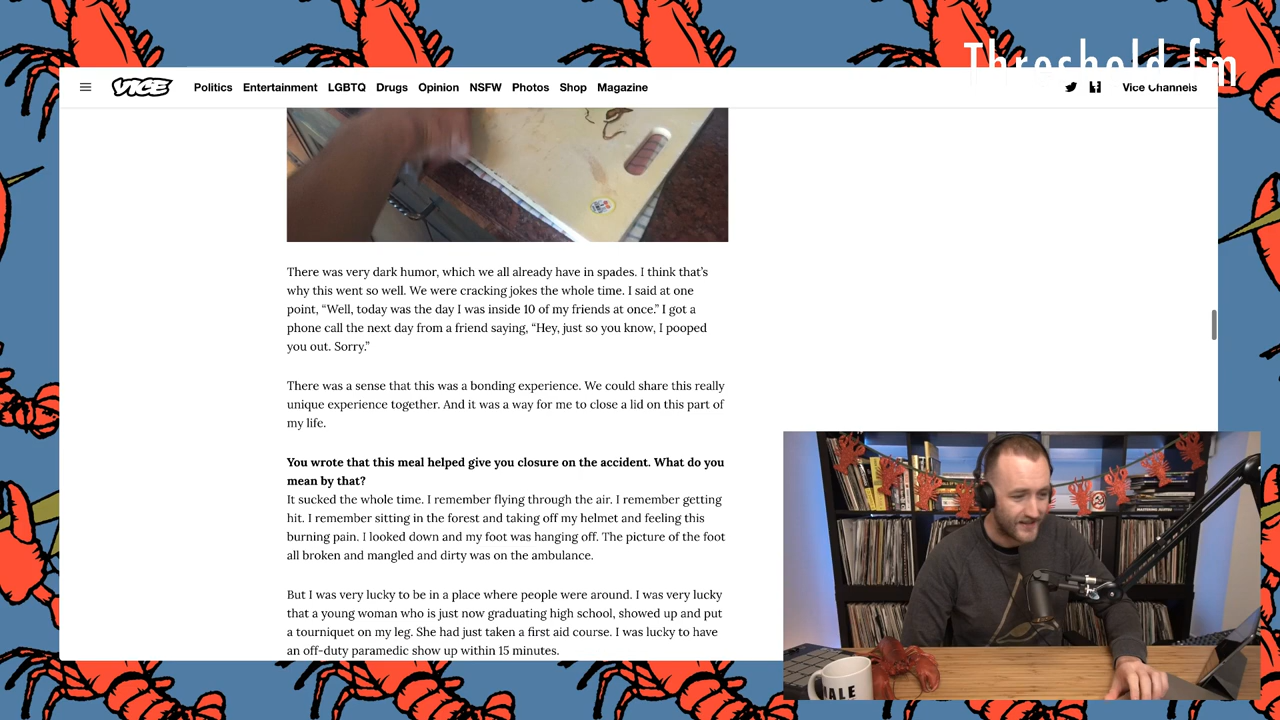 Threshold.fm
VICE
Politics Entertainment LGBTQ Drugs Opinion NSFW Photos Shop Magazine
Vice Channels
There was very dark humor, which we all already have in spades. I think that’s
why this went so well. We were cracking jokes the whole time. I said at one
point, “Well, today was the day I was inside 10 of my friends at once.” I got a
phone call the next day from a friend saying, “Hey, just so you know, I pooped
you out. Sorry.”
There was a sense that this was a bonding experience. We could share this really
unique experience together. And it was a way for me to close a lid on this part of
my life.
You wrote that this meal helped give you closure on the accident. What do you
mean by that?
It sucked the whole time. I remember flying through the air. I remember getting
hit. I remember sitting in the forest and taking off my helmet and feeling this
burning pain. I looked down and my foot was hanging off. The picture of the foot
all broken and mangled and dirty was on the ambulance.
But I was very lucky to be in a place where people were around. I was very lucky
that a young woman who is just now graduating high school, showed up and put
a tourniquet on my leg. She had just taken a first aid course. I was lucky to have
an off-duty paramedic show up within 15 minutes.
ALE